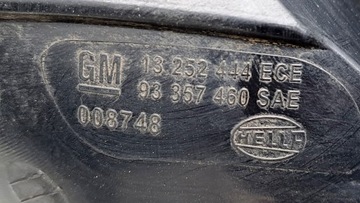 GM 13 252 444 ECE
93 357 460 SAE
008748
HELLA